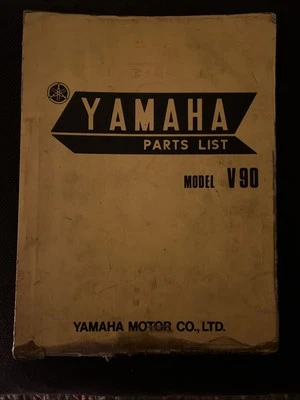 YAMAHA
PARTS LIST
MODEL V90
YAMAHA MOTOR CO., LTD.